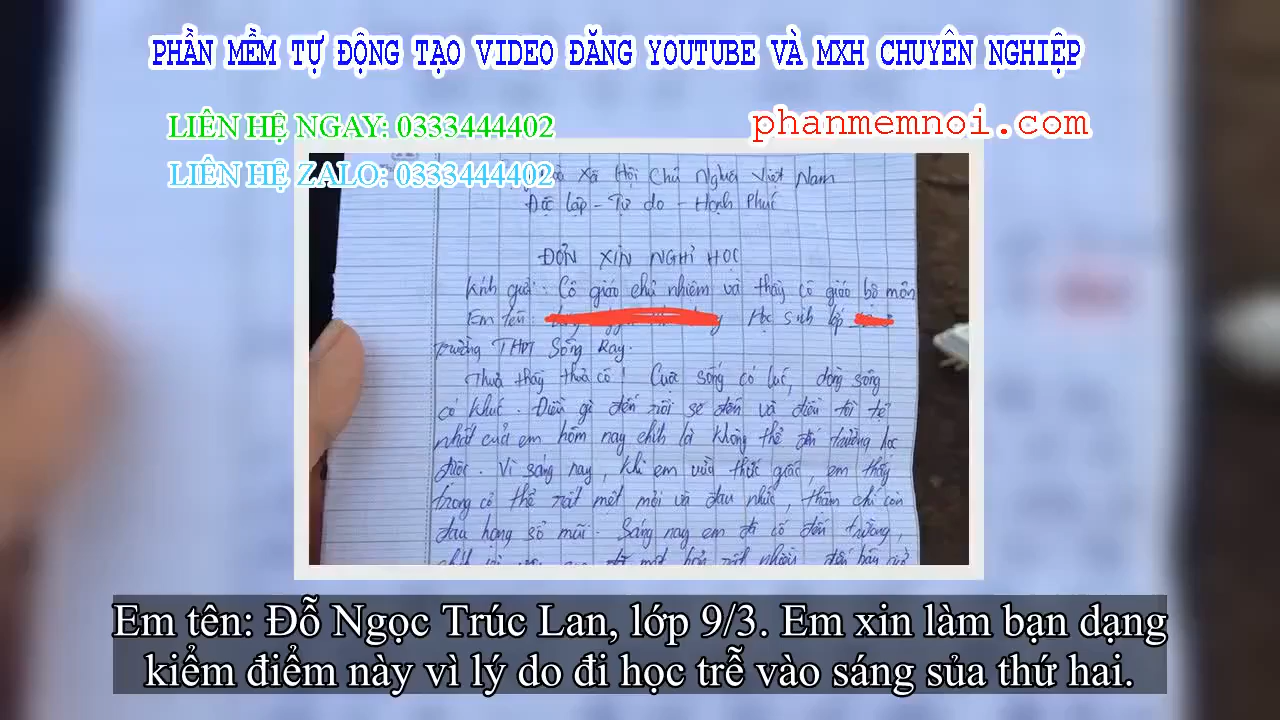 PHẦN MỀM TỰ ĐỘNG TẠO VIDEO ĐĂNG YOUTUBE VÀ MXH CHUYÊN NGHIỆP
LIÊN HỆ NGAY: 0333444402
phanmemnoi.com
LIÊN HỆ ZALO: 0333444402
Xã Hội Chủ Nghĩa Việt Nam
Độc lập - Tự do - Hạnh Phúc
ĐƠN XIN NGHỈ HỌC
Kính gửi: Cô giáo chủ nhiệm và thầy cô giáo bộ môn
Em tên: Học sinh lớp
trường THPT Sông Ray.
Thưa thầy thưa cô! Cuộc sống có lúc, dòng sông
có khúc. Điều gì đến rồi sẽ đến và điều tồi tệ
nhất của em hôm nay chính là không thể đến trường học
được. Vì sáng nay, khi em vừa thức giấc, em thấy
trong cơ thể rất mệt mỏi và đau nhức, thậm chí còn
đau họng sổ mũi. Sáng nay em đã cố đến trường,
Em tên: Đỗ Ngọc Trúc Lan, lớp 9/3. Em xin làm bạn dạng
kiểm điểm này vì lý do đi học trễ vào sáng sủa thứ hai.